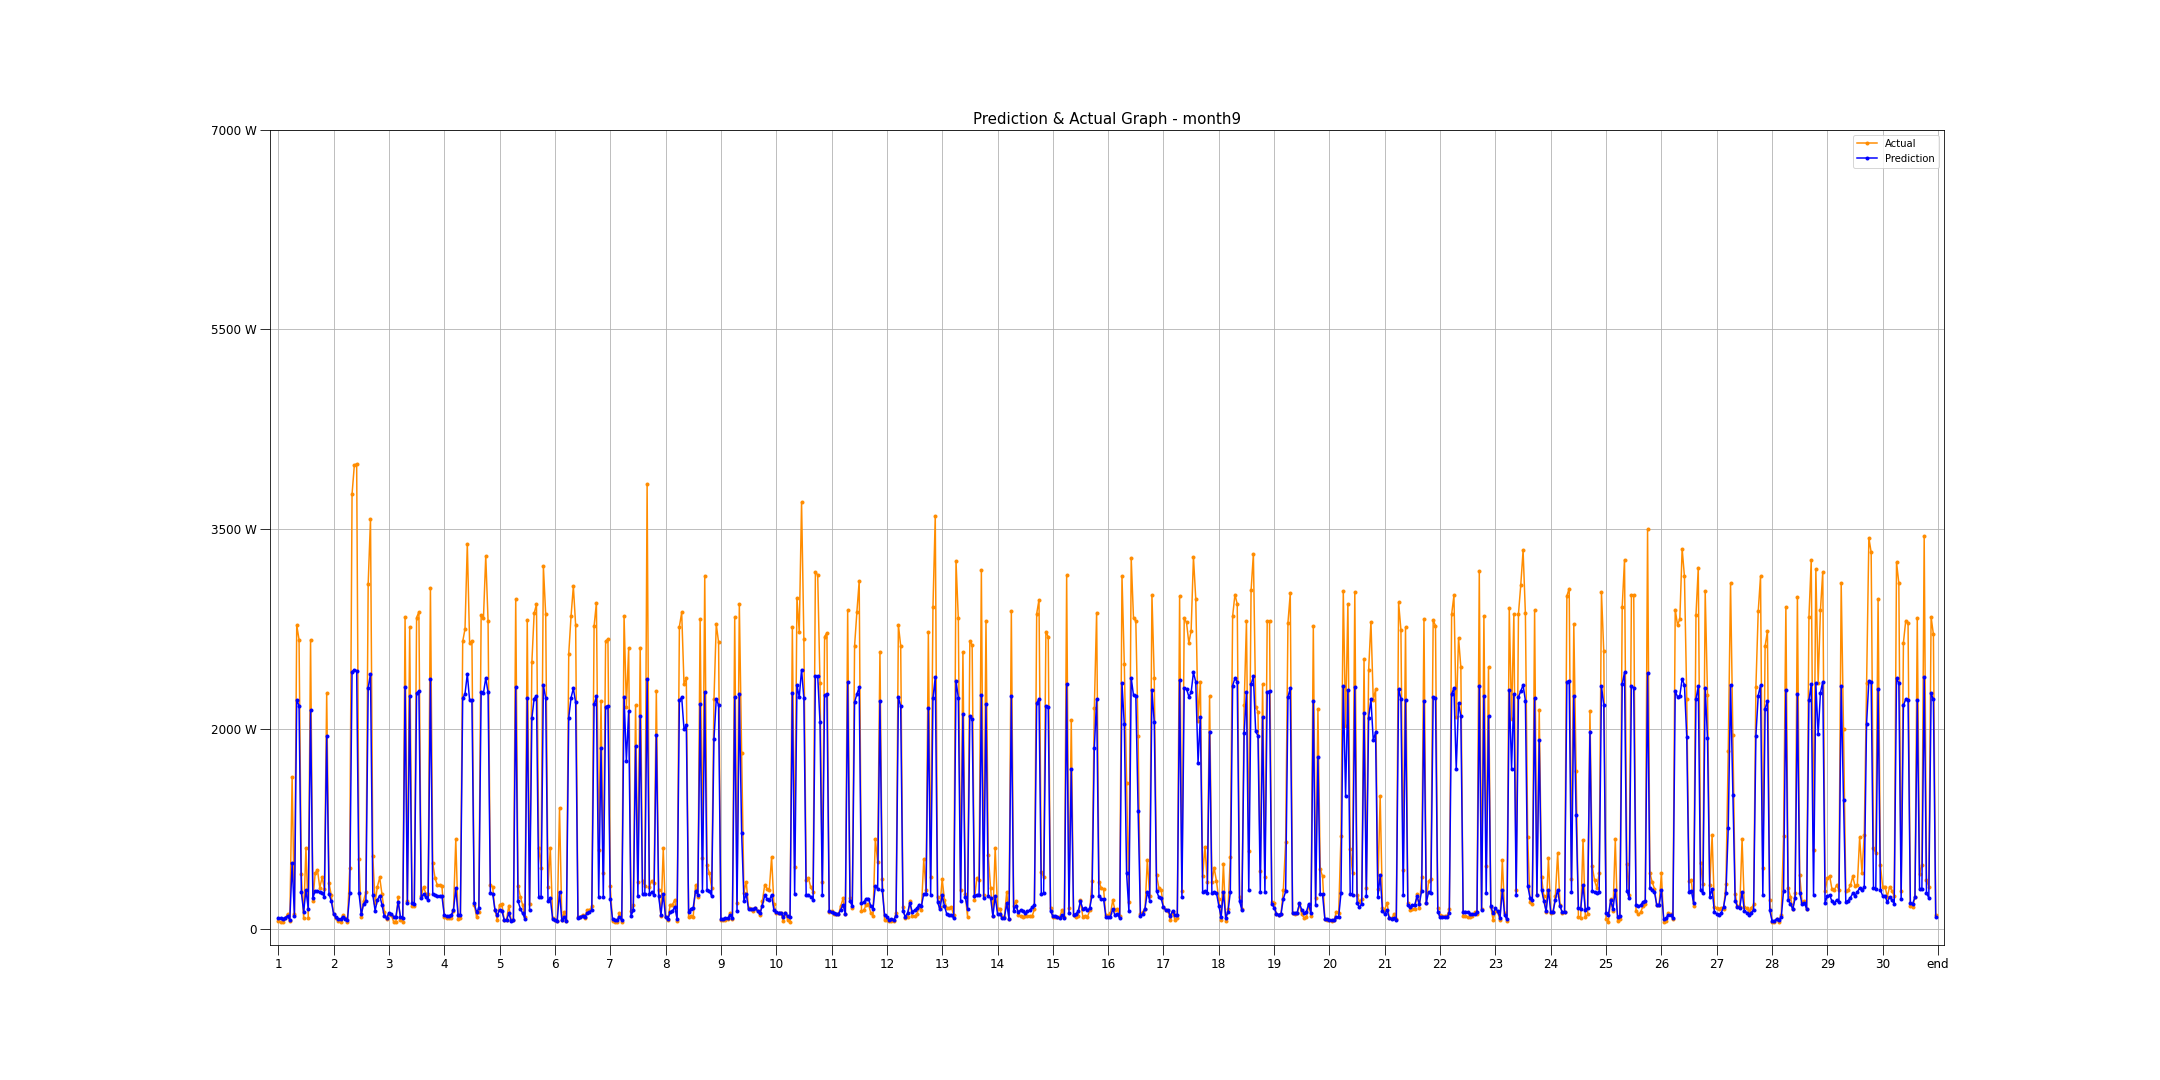 Prediction & Actual Graph - month9
7000 W
Actual
Prediction
5500 W
3500 W
2000 W
0
1 2 3 4 5 6 7 8 9 10 11 12 13 14 15 16 17 18 19 20 21 22 23 24 25 26 27 28 29 30 end